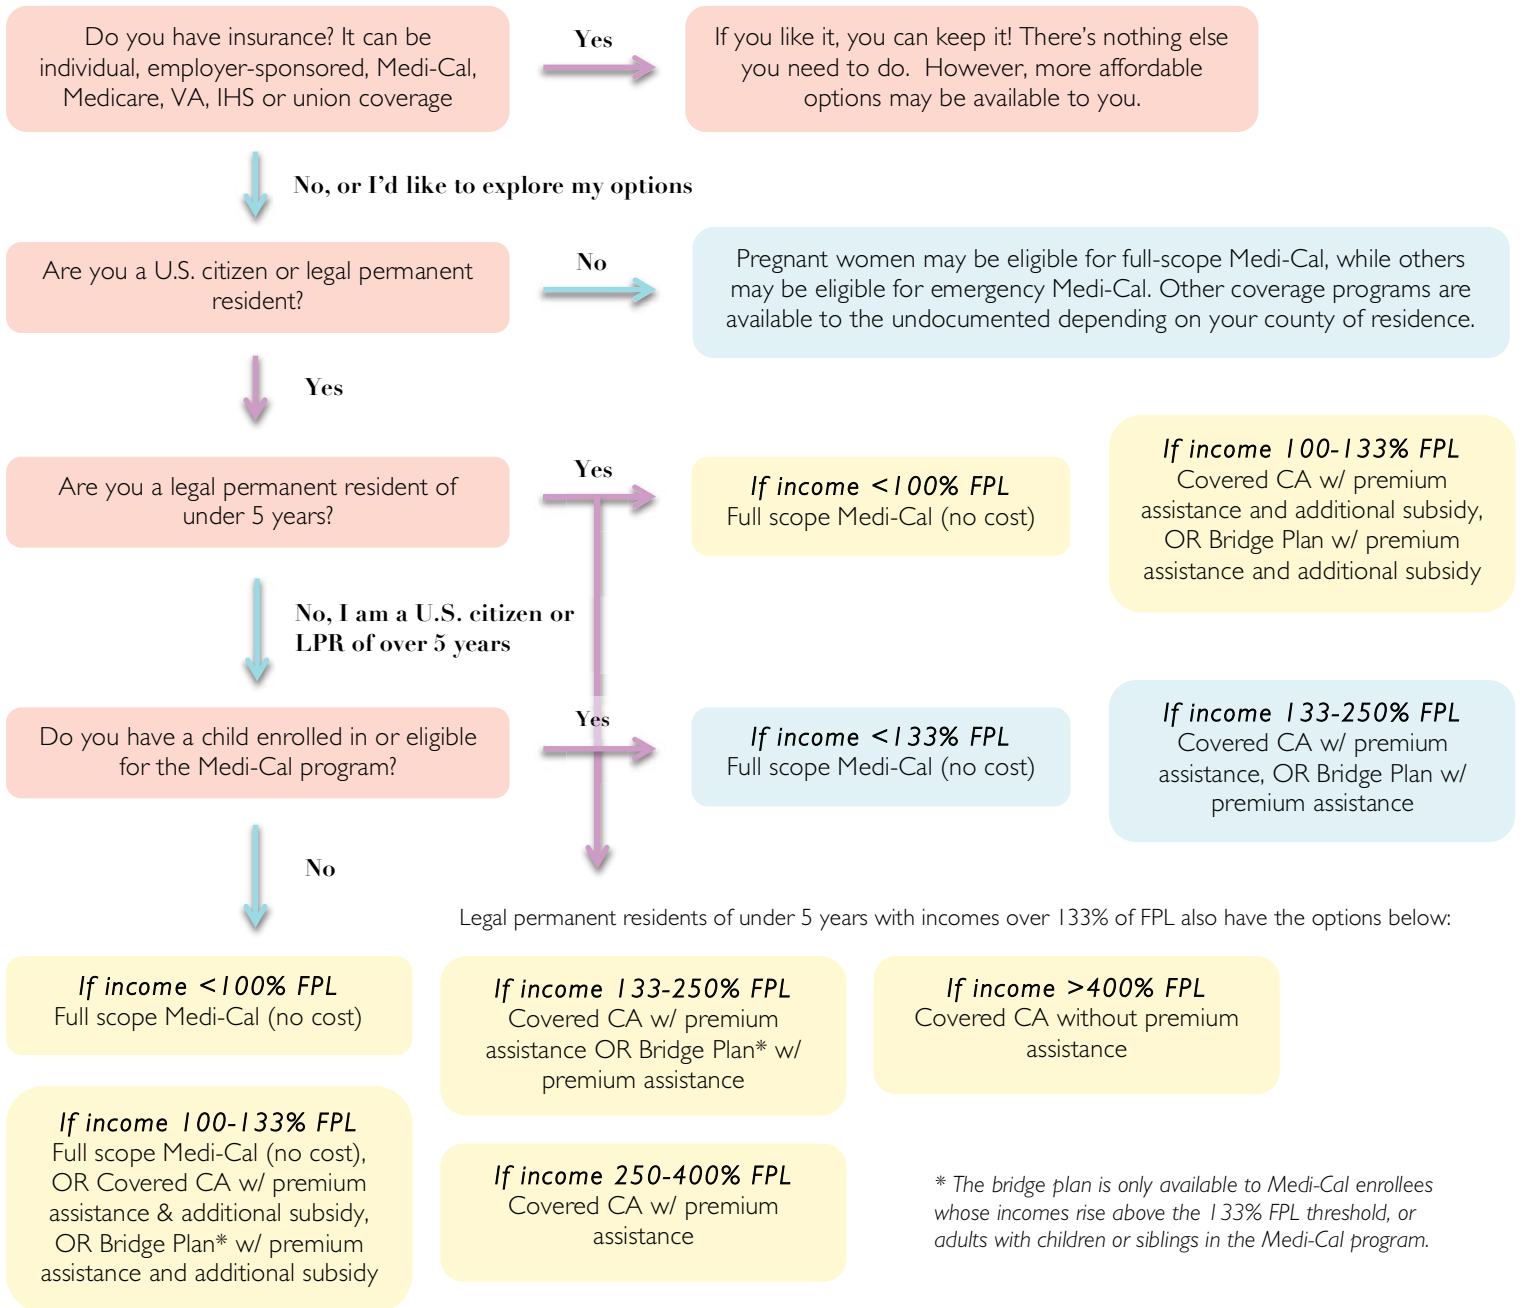 Do you have insurance? It can be
individual, employer-sponsored, Medi-Cal,
Medicare, VA, IHS or union coverage
Yes
If you like it, you can keep it! There’s nothing else
you need to do. However, more affordable
options may be available to you.
No, or I’d like to explore my options
Are you a U.S. citizen or legal permanent
resident?
No
Pregnant women may be eligible for full-scope Medi-Cal, while others
may be eligible for emergency Medi-Cal. Other coverage programs are
available to the undocumented depending on your county of residence.
Yes
Are you a legal permanent resident of
under 5 years?
Yes
If income <100% FPL
Full scope Medi-Cal (no cost)
If income 100-133% FPL
Covered CA w/ premium
assistance and additional subsidy,
OR Bridge Plan w/ premium
assistance and additional subsidy
No, I am a U.S. citizen or
LPR of over 5 years
Do you have a child enrolled in or eligible
for the Medi-Cal program?
Yes
If income <133% FPL
Full scope Medi-Cal (no cost)
If income 133-250% FPL
Covered CA w/ premium
assistance, OR Bridge Plan w/
premium assistance
No
Legal permanent residents of under 5 years with incomes over 133% of FPL also have the options below:
If income <100% FPL
Full scope Medi-Cal (no cost)
If income 100-133% FPL
Full scope Medi-Cal (no cost),
OR Covered CA w/ premium
assistance & additional subsidy,
OR Bridge Plan* w/ premium
assistance and additional subsidy
If income 133-250% FPL
Covered CA w/ premium
assistance OR Bridge Plan* w/
premium assistance
If income 250-400% FPL
Covered CA w/ premium
assistance
If income >400% FPL
Covered CA without premium
assistance
* The bridge plan is only available to Medi-Cal enrollees
whose incomes rise above the 133% FPL threshold, or
adults with children or siblings in the Medi-Cal program.